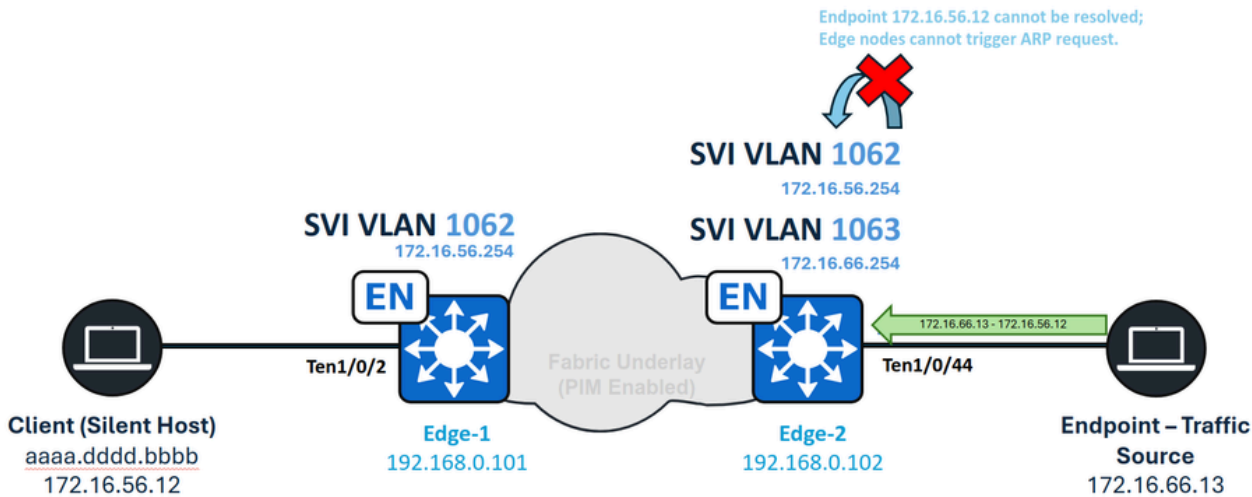 Endpoint 172.16.56.12 cannot be resolved;
Edge nodes cannot trigger ARP request.
SVI VLAN 1062
172.16.56.254
SVI VLAN 1062
172.16.56.254
SVI VLAN 1063
172.16.66.254
EN
EN
172.16.66.13 - 172.16.56.12
Ten1/0/2
Fabric Underlay
(PIM Enabled)
Ten1/0/44
Client (Silent Host)
aaaa.dddd.bbbb
172.16.56.12
Edge-1
192.168.0.101
Edge-2
192.168.0.102
Endpoint – Traffic
Source
172.16.66.13